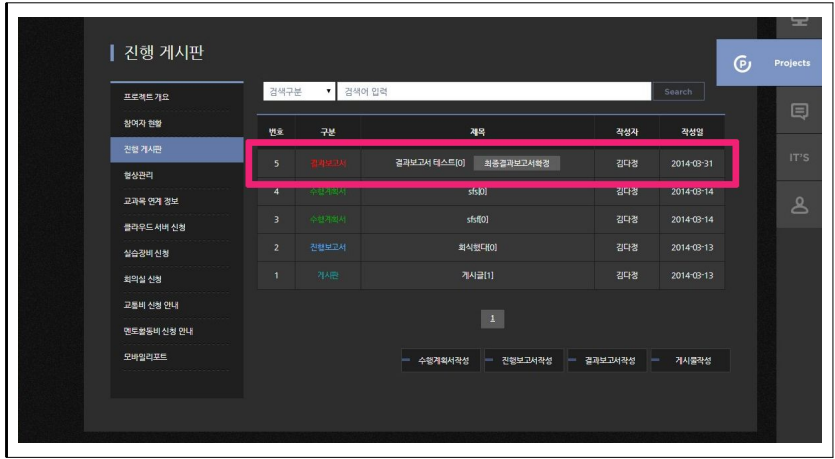 진행 게시판
Projects
검색구분 검색어 입력 Search
프로젝트 개요
참여자 현황
진행 게시판
형상관리
교과목 연계 정보
클라우드 서버 신청
실습장비 신청
회의실 신청
교통비 신청 안내
멘토활동비 신청 안내
모바일리포트
번호 구분 제목 작성자 작성일
5 결과보고서 결과보고서 테스트[0] 최종결과보고서확정 김다정 2014-03-31
4 수행계획서 sfs[0] 김다정 2014-03-14
3 수행계획서 sfsf[0] 김다정 2014-03-14
2 진행보고서 회식했대[0] 김다정 2014-03-13
1 게시판 게시글[1] 김다정 2014-03-13
1
수행계획서작성 진행보고서작성 결과보고서작성 게시물작성
IT'S